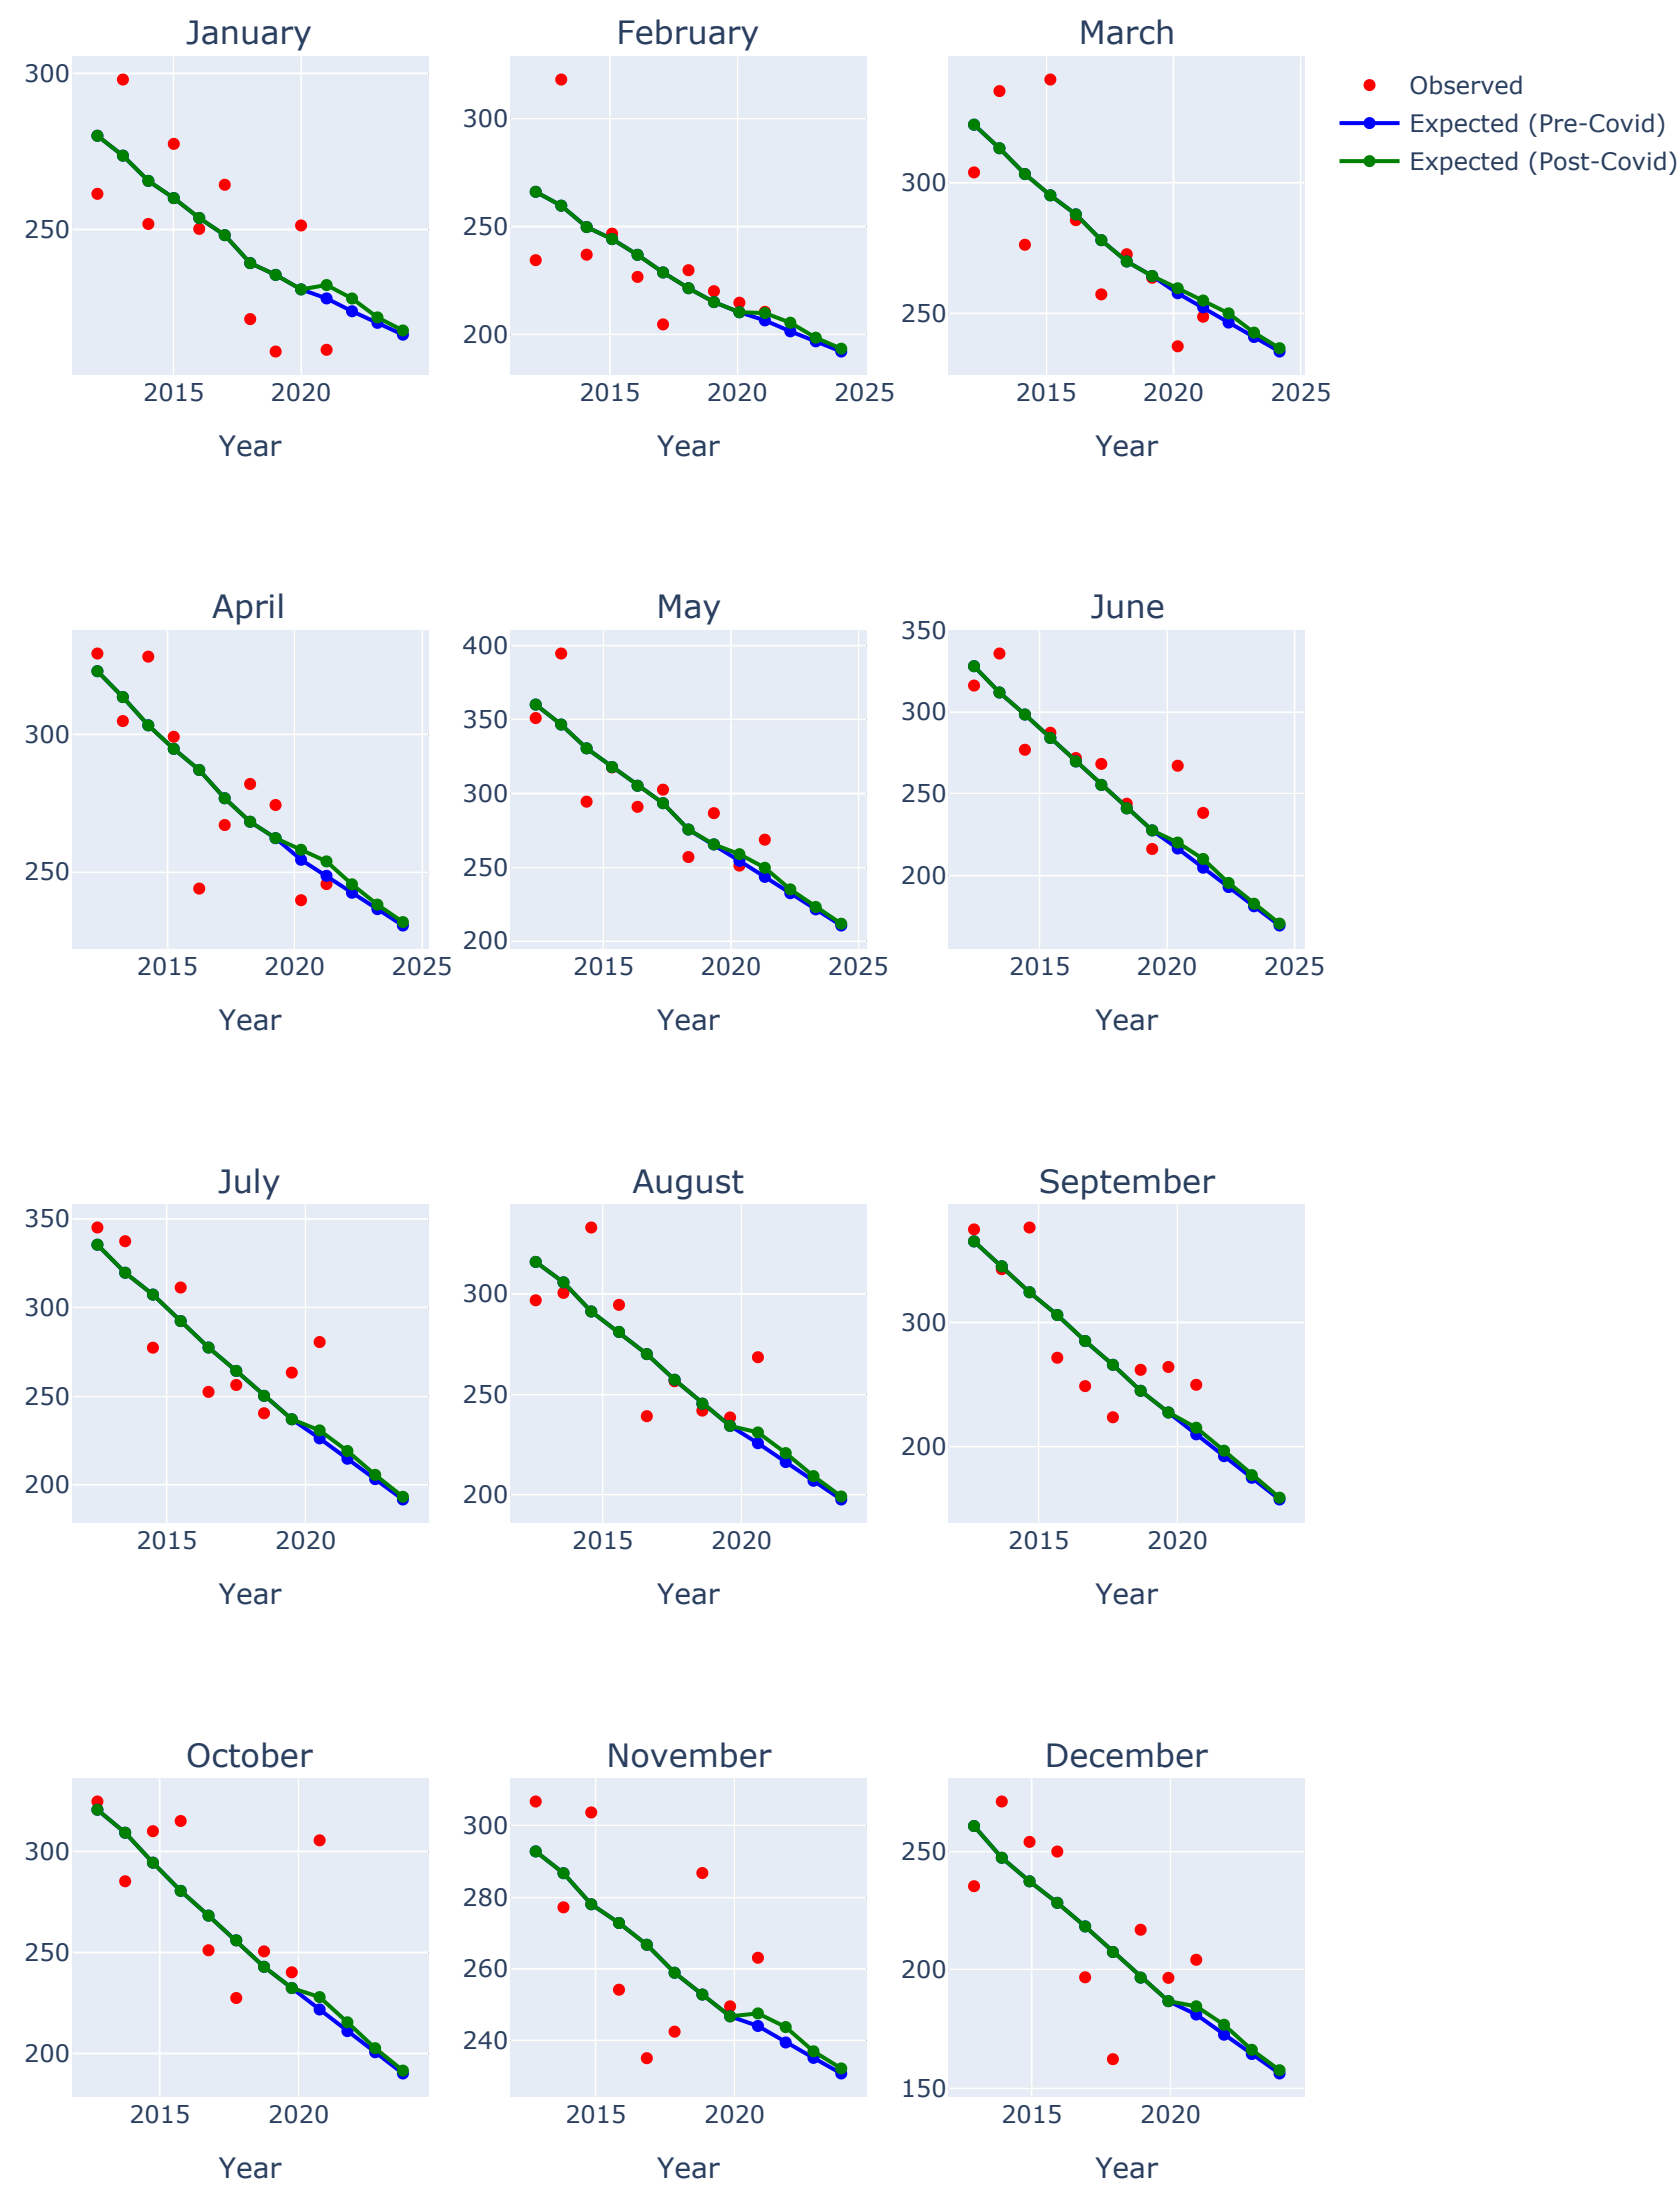 January
February
March
300
250
2015
2020
Year
300
250
200
2015
2020
2025
Year
300
250
2015
2020
2025
Year
Observed
Expected (Pre-Covid)
Expected (Post-Covid)
April
May
June
300
250
2015
2020
2025
Year
400
350
300
250
200
2015
2020
2025
Year
350
300
250
200
2015
2020
2025
Year
July
August
September
350
300
250
200
2015
2020
Year
300
250
200
2015
2020
Year
300
200
2015
2020
Year
October
November
December
300
250
200
2015
2020
Year
300
280
260
240
2015
2020
Year
250
200
150
2015
2020
Year